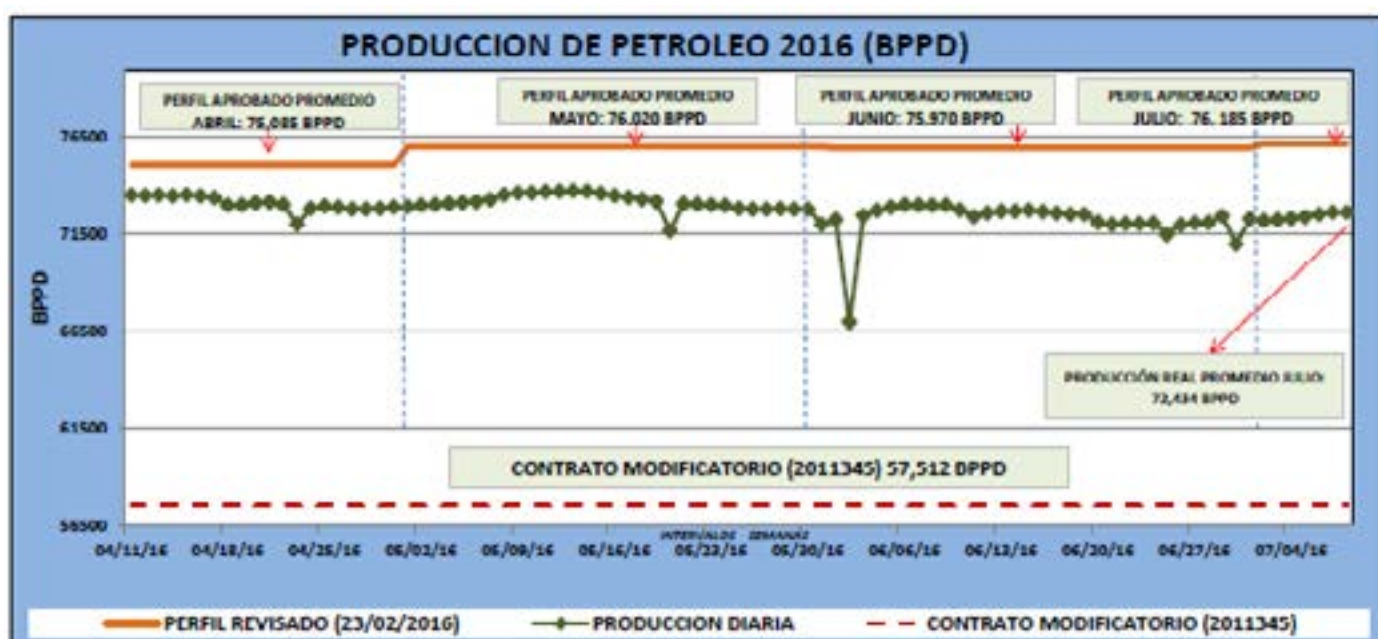 PRODUCCION DE PETROLEO 2016 (BPPD)
PERFIL APROBADO PROMEDIO
ABRIL: 75,085 BPPD
PERFIL APROBADO PROMEDIO
MAYO: 76.020 BPPD
PERFIL APROBADO PROMEDIO
JUNIO: 75.970 BPPD
PERFIL APROBADO PROMEDIO
JULIO: 76. 185 BPPD
76500
71500
66500
61500
56500
BPPD
PRODUCCIÓN REAL PROMEDIO JULIO:
72,434 BPPD
CONTRATO MODIFICATORIO (2011345) 57,512 BPPD
04/11/16 04/18/16 04/25/16 05/02/16 05/09/16 05/16/16 05/23/16 05/30/16 06/06/16 06/13/16 06/20/16 06/27/16 07/04/16
SEMANAS
PERFIL REVISADO (23/02/2016) PRODUCCION DIARIA CONTRATO MODIFICATORIO (2011345)